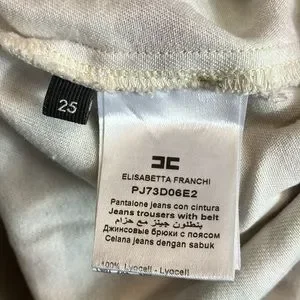 25
ELISABETTA FRANCHI
PJ73D06E2
Pantalone jeans con cintura
Jeans trousers with belt
بنطلون جينز مع حزام
Джинсовые брюки с поясом
Celana jeans dengan sabuk
100% Lyocell - Lyocell